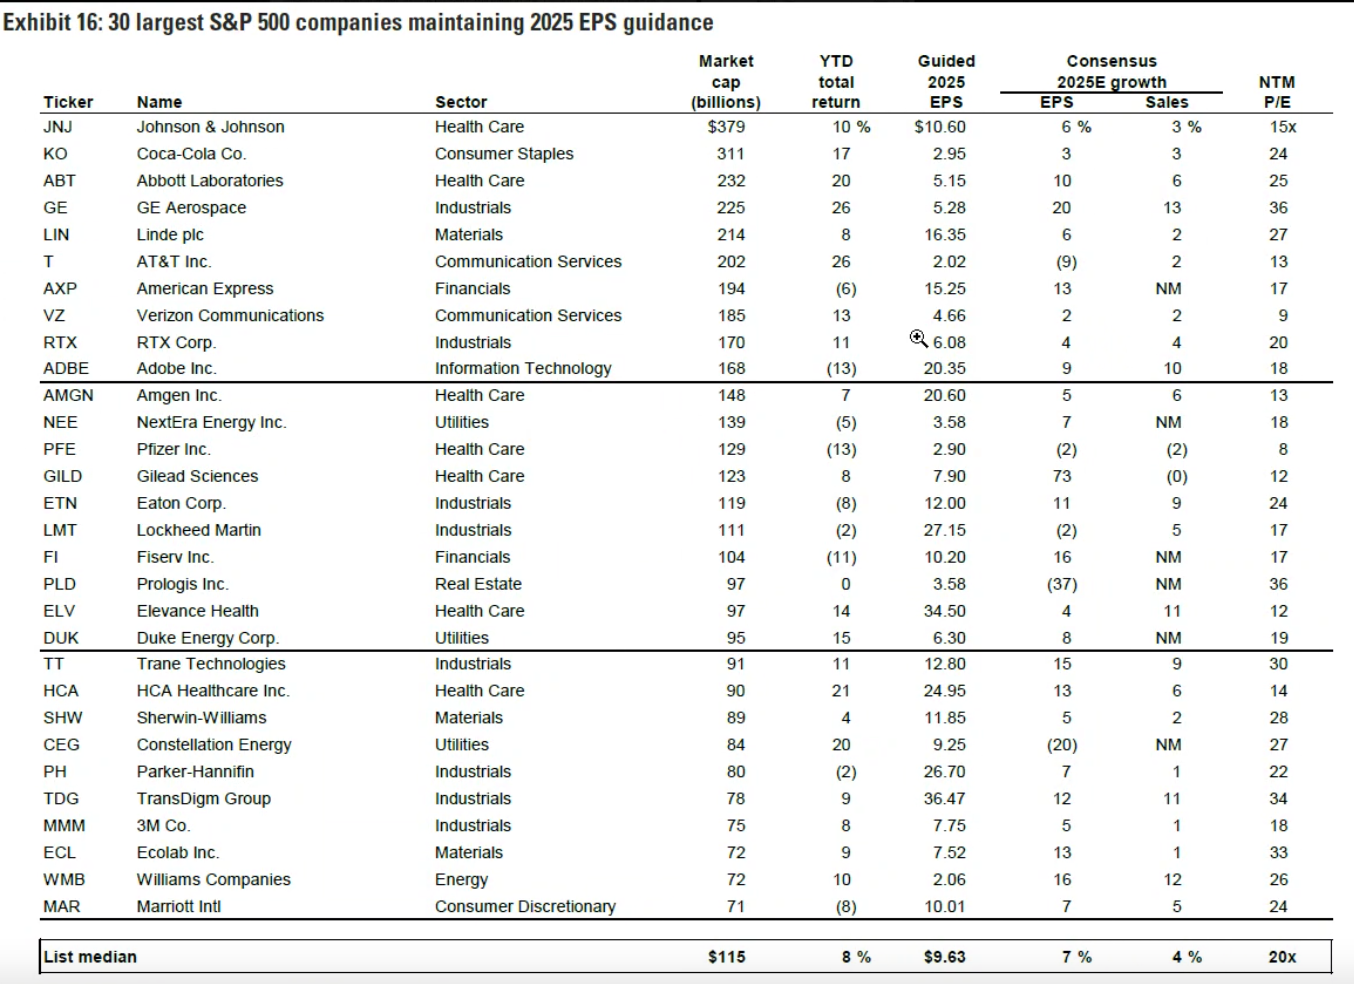 Exhibit 16: 30 largest S&P 500 companies maintaining 2025 EPS guidance
Market YTD Guided Consensus
cap total 2025 2025E growth NTM
Ticker Name Sector (billions) return EPS EPS Sales P/E
JNJ Johnson & Johnson Health Care $379 10 % $10.60 6 % 3 % 15x
KO Coca-Cola Co. Consumer Staples 311 17 2.95 3 3 24
ABT Abbott Laboratories Health Care 232 20 5.15 10 6 25
GE GE Aerospace Industrials 225 26 5.28 20 13 36
LIN Linde plc Materials 214 8 16.35 6 2 27
T AT&T Inc. Communication Services 202 26 2.02 (9) 2 13
AXP American Express Financials 194 (6) 15.25 13 NM 17
VZ Verizon Communications Communication Services 185 13 4.66 2 2 9
RTX RTX Corp. Industrials 170 11 6.08 4 4 20
ADBE Adobe Inc. Information Technology 168 (13) 20.35 9 10 18
AMGN Amgen Inc. Health Care 148 7 20.60 5 6 13
NEE NextEra Energy Inc. Utilities 139 (5) 3.58 7 NM 18
PFE Pfizer Inc. Health Care 129 (13) 2.90 (2) (2) 8
GILD Gilead Sciences Health Care 123 8 7.90 73 (0) 12
ETN Eaton Corp. Industrials 119 (8) 12.00 11 9 24
LMT Lockheed Martin Industrials 111 (2) 27.15 (2) 5 17
FI Fiserv Inc. Financials 104 (11) 10.20 16 NM 17
PLD Prologis Inc. Real Estate 97 0 3.58 (37) NM 36
ELV Elevance Health Health Care 97 14 34.50 4 11 12
DUK Duke Energy Corp. Utilities 95 15 6.30 8 NM 19
TT Trane Technologies Industrials 91 11 12.80 15 9 30
HCA HCA Healthcare Inc. Health Care 90 21 24.95 13 6 14
SHW Sherwin-Williams Materials 89 4 11.85 5 2 28
CEG Constellation Energy Utilities 84 20 9.25 (20) NM 27
PH Parker-Hannifin Industrials 80 (2) 26.70 7 1 22
TDG TransDigm Group Industrials 78 9 36.47 12 11 34
MMM 3M Co. Industrials 75 8 7.75 5 1 18
ECL Ecolab Inc. Materials 72 9 7.52 13 1 33
WMB Williams Companies Energy 72 10 2.06 16 12 26
MAR Marriott Intl Consumer Discretionary 71 (8) 10.01 7 5 24
List median $115 8 % $9.63 7 % 4 % 20x